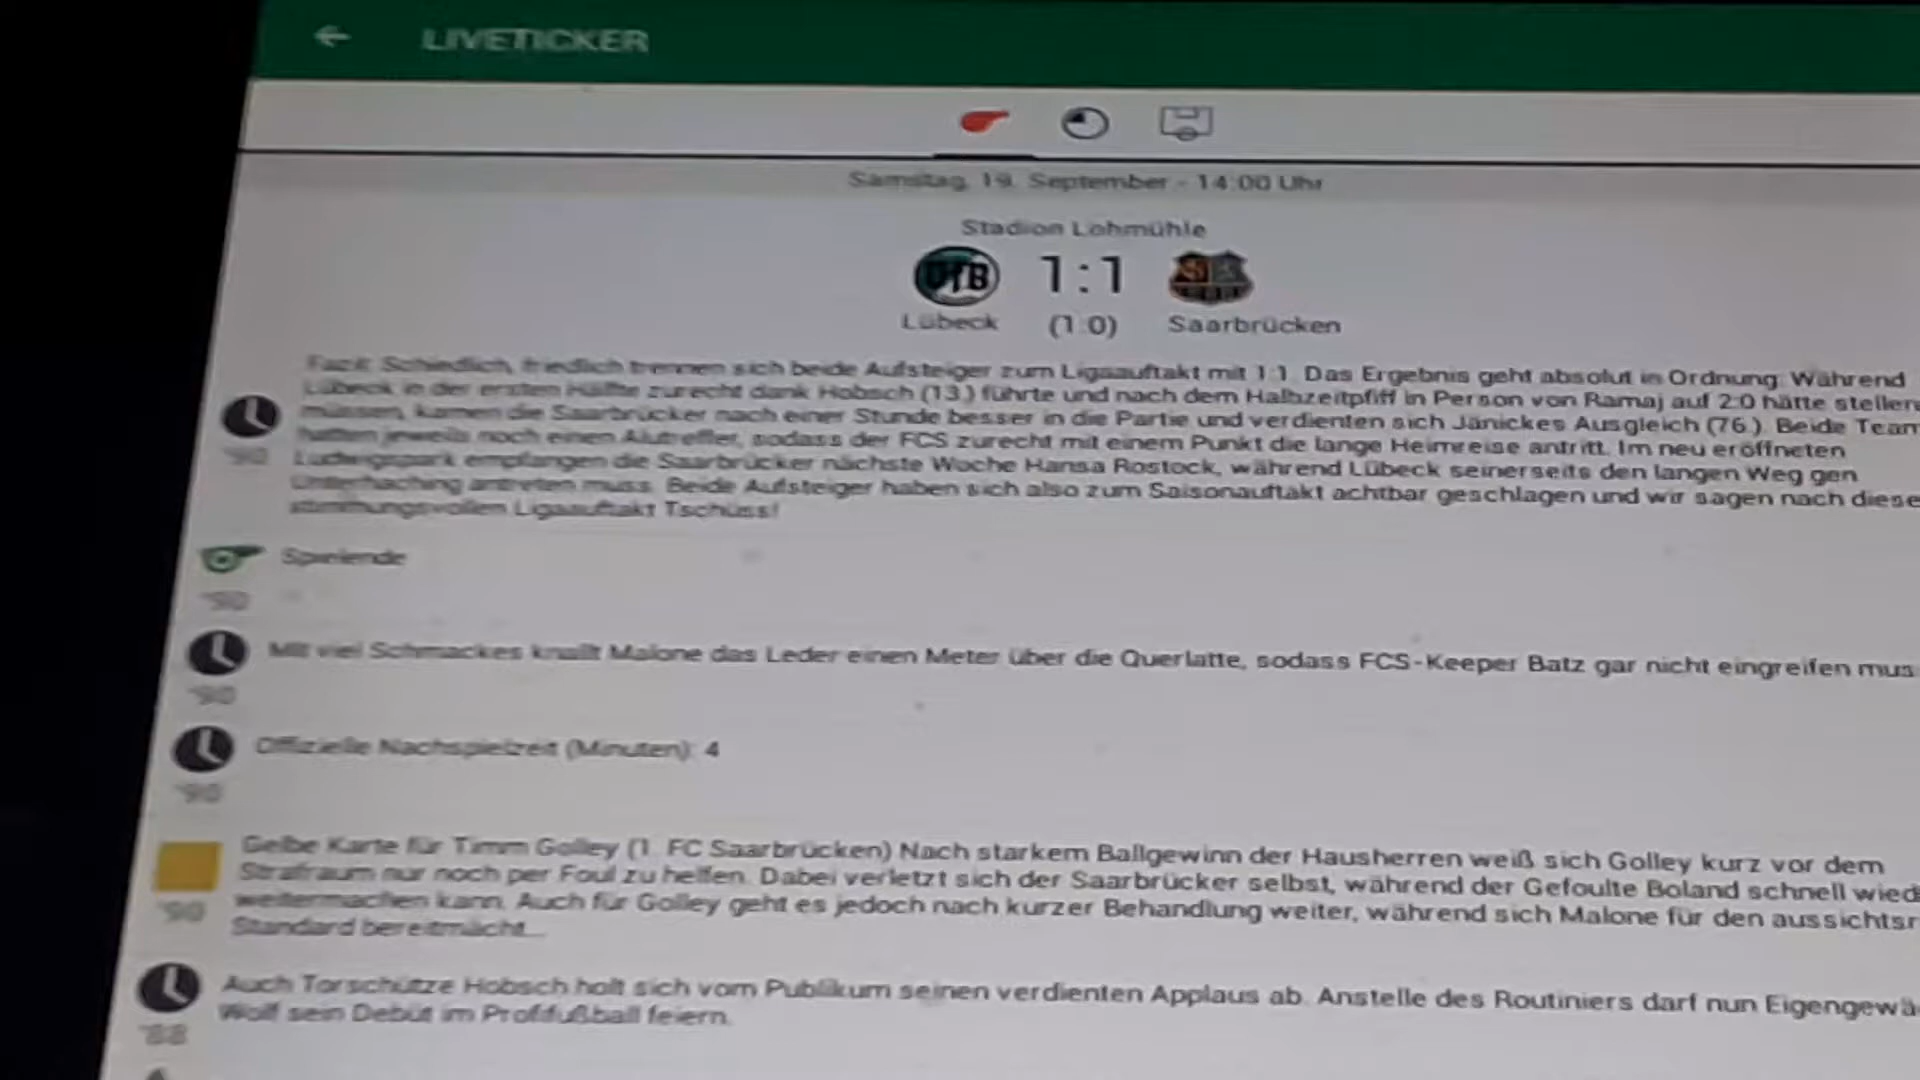 LIVETICKER
Samstag, 19. September - 14:00 Uhr
Stadion Lohmühle
VfB 1:1
Lübeck (1:0) Saarbrücken
Fazit: Schiedlich, friedlich trennen sich beide Aufsteiger zum Ligaauftakt mit 1:1. Das Ergebnis geht absolut in Ordnung: Während
Lübeck in der ersten Hälfte zurecht dank Hobsch (13.) führte und nach dem Halbzeitpfiff in Person von Ramaj auf 2:0 hätte stellen
müssen, kamen die Saarbrücker nach einer Stunde besser in die Partie und verdienten sich Jänickes Ausgleich (76.). Beide Team
hatten jeweils noch einen Alutreffer, sodass der FCS zurecht mit einem Punkt die lange Heimreise antritt. Im neu eröffneten
'90 Ludwigspark empfangen die Saarbrücker nächste Woche Hansa Rostock, während Lübeck seinerseits den langen Weg gen
Unterhaching antreten muss. Beide Aufsteiger haben sich also zum Saisonauftakt achtbar geschlagen und wir sagen nach diese
stimmungsvollen Ligaauftakt Tschüss!
Spielende
'90
Mit viel Schmackes knallt Malone das Leder einen Meter über die Querlatte, sodass FCS-Keeper Batz gar nicht eingreifen mus
'90
Offizielle Nachspielzeit (Minuten): 4
'90
Gelbe Karte für Timm Golley (1. FC Saarbrücken) Nach starkem Ballgewinn der Hausherren weiß sich Golley kurz vor dem
Strafraum nur noch per Foul zu helfen. Dabei verletzt sich der Saarbrücker selbst, während der Gefoulte Boland schnell wied
'90 weitermachen kann. Auch für Golley geht es jedoch nach kurzer Behandlung weiter, während sich Malone für den aussichtsr
Standard bereitmacht...
Auch Torschütze Hobsch holt sich vom Publikum seinen verdienten Applaus ab. Anstelle des Routiniers darf nun Eigengewä
Wolf sein Debüt im Profifußball feiern.
'88